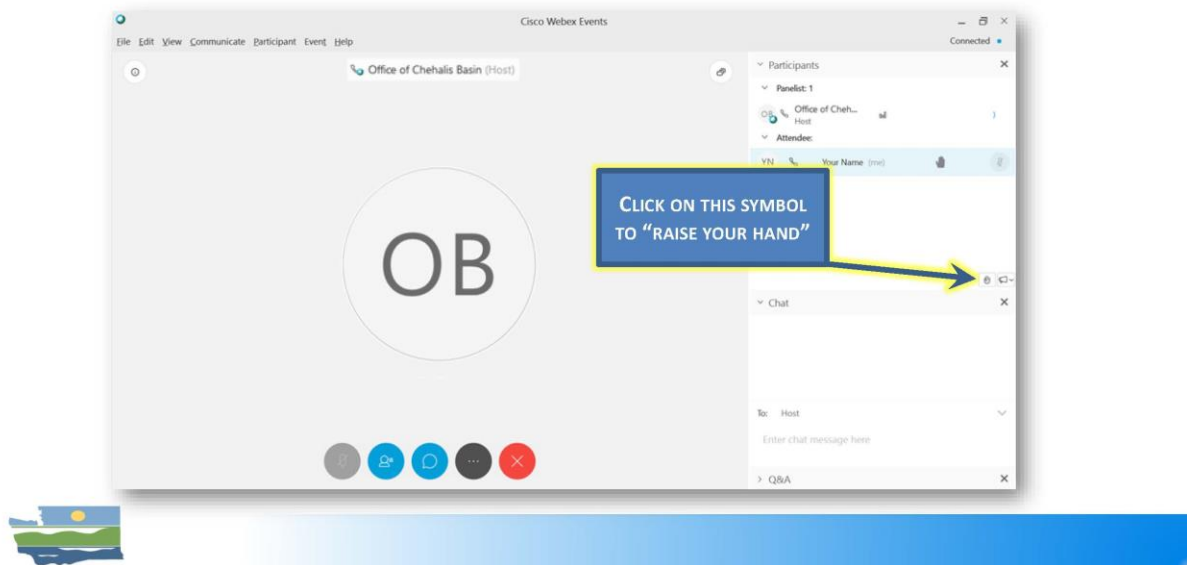 Cisco Webex Events
File Edit View Communicate Participant Event Help
Connected
Office of Chehalis Basin (Host)
Participants
Panelist: 1
OB
Office of Cheh...
Host
Attendee:
YN
Your Name (me)
CLICK ON THIS SYMBOL
TO “RAISE YOUR HAND”
OB
Chat
To: Host
Enter chat message here
Q&A